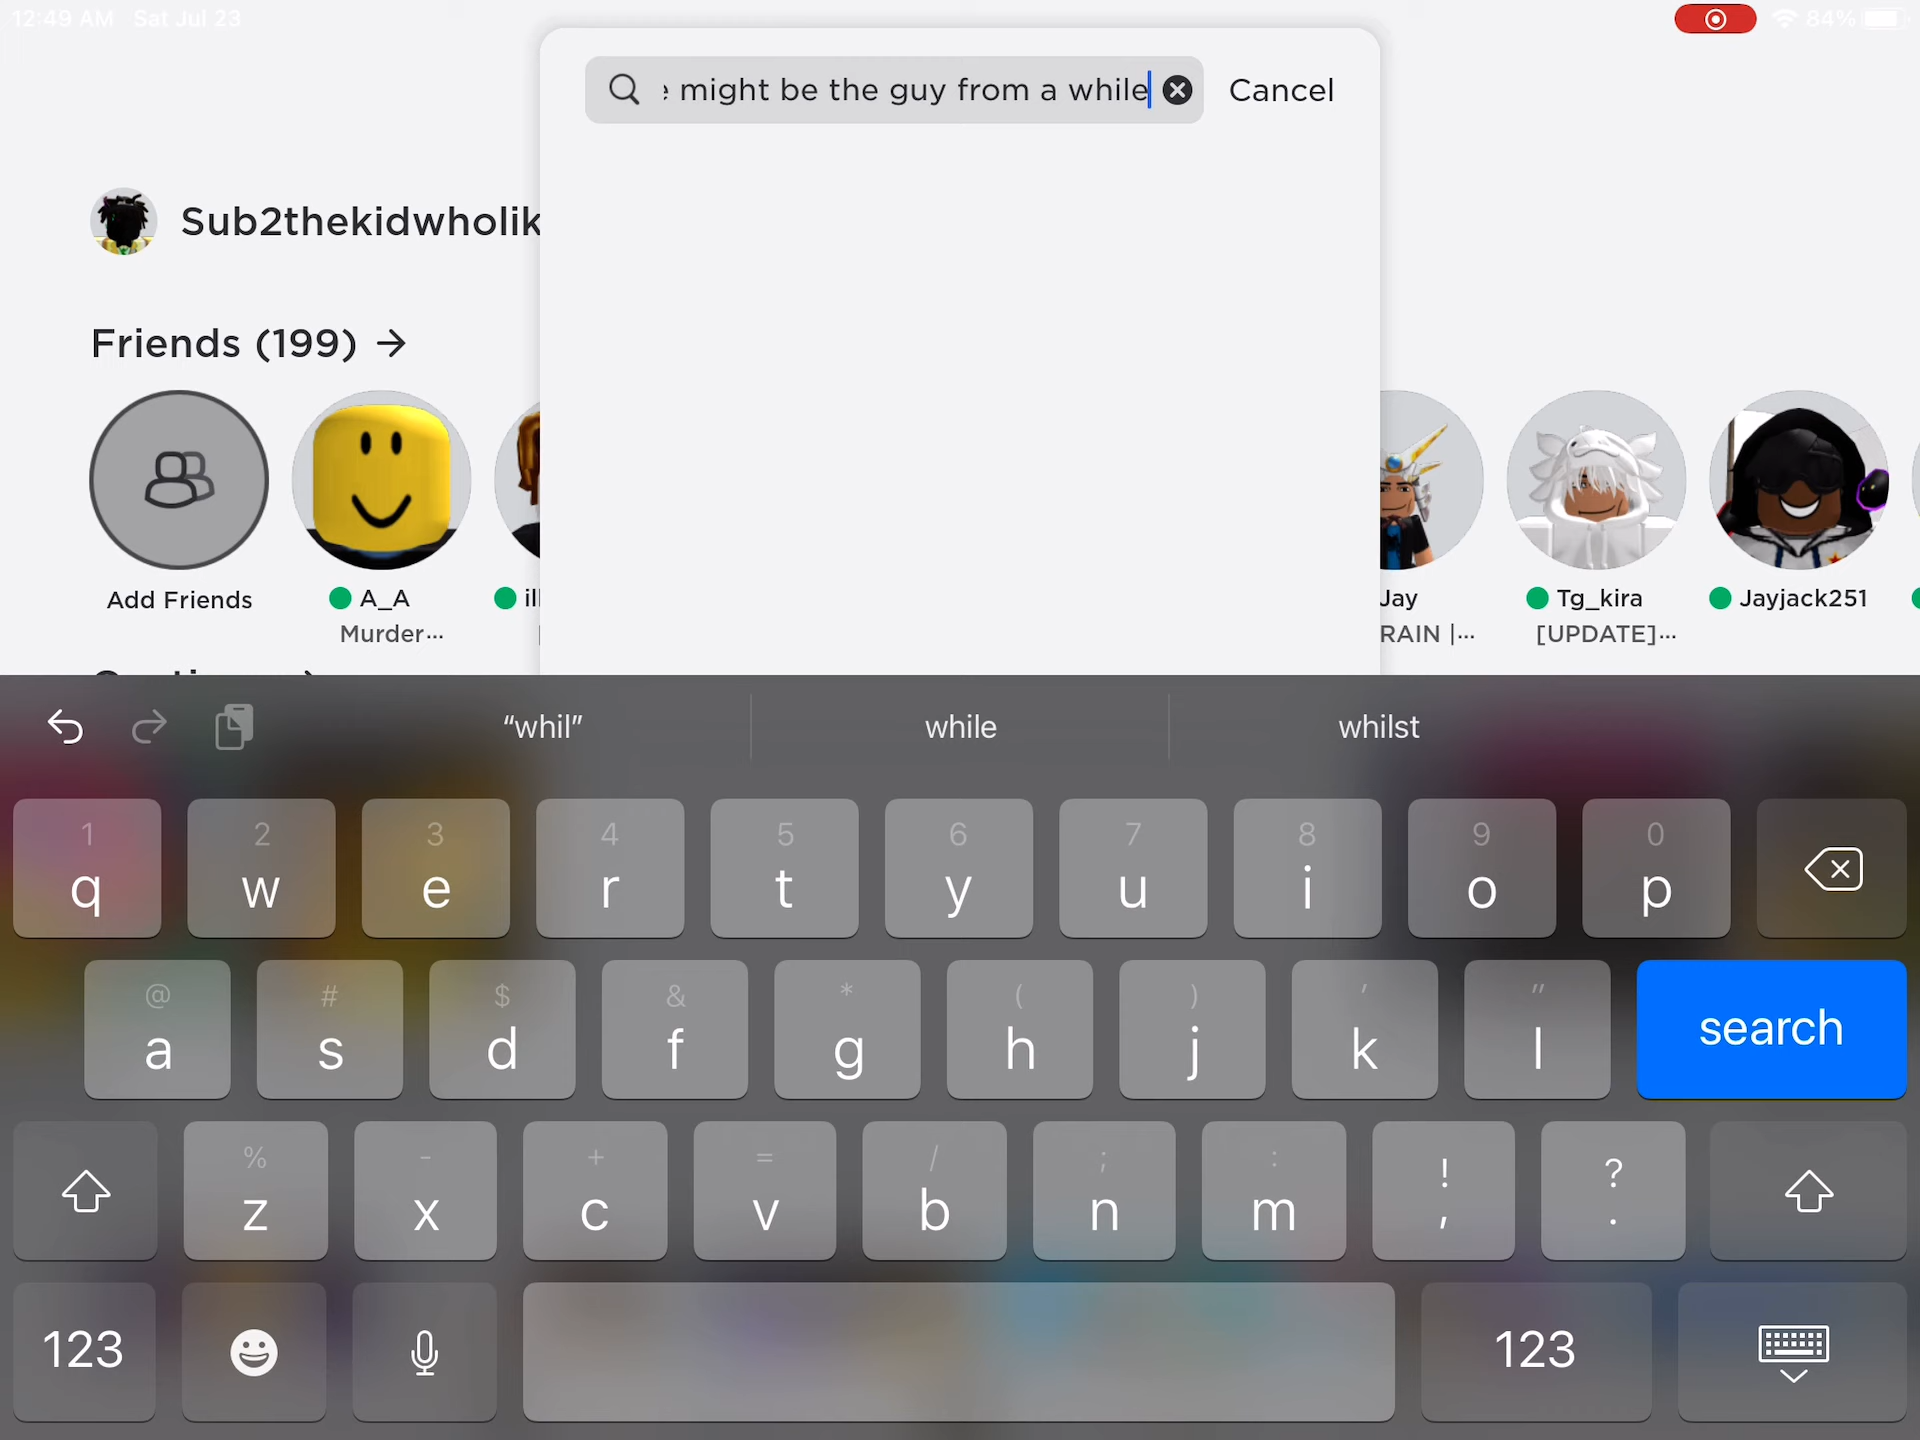 12:49 AM Sat Jul 23
84%
might be the guy from a while
Cancel
Sub2thekidwholik
Friends (199) →
Add Friends
A_A
Murder...
Jay
RAIN |...
Tg_kira
[UPDATE]...
Jayjack251
“whil” while whilst
1 2 3 4 5 6 7 8 9 0
q w e r t y u i o p
@ # $ & * ( ) ' "
a s d f g h j k l search
% - + = / ; : ! ?
z x c v b n m , .
123 123